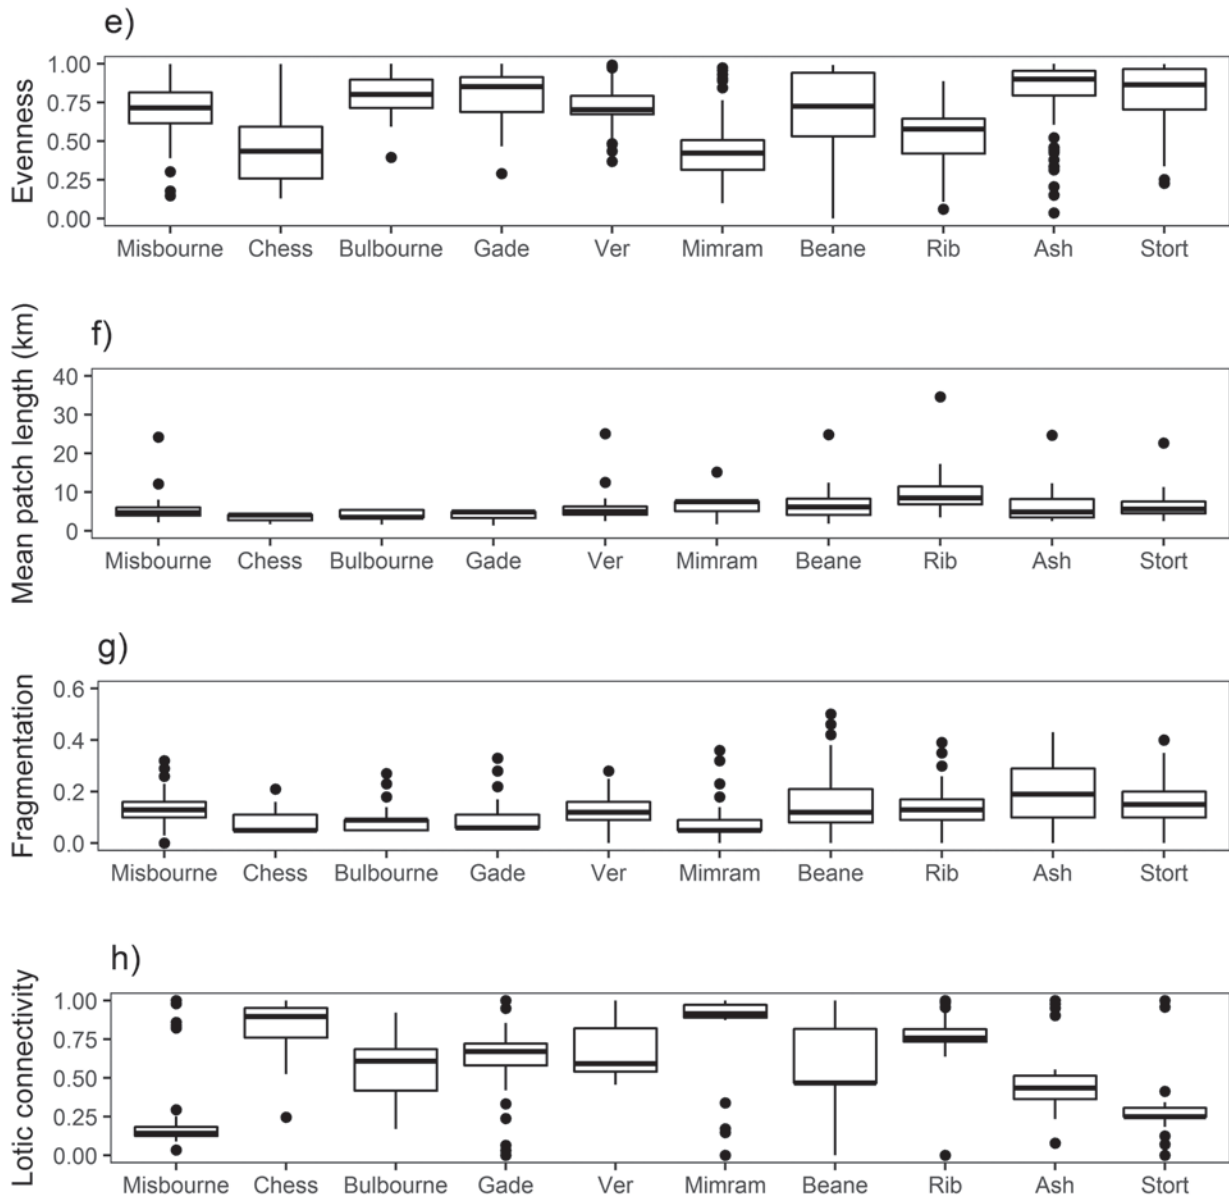 e)
Evenness
1.00
0.75
0.50
0.25
0.00
Misbourne Chess Bulbourne Gade Ver Mimram Beane Rib Ash Stort
f)
Mean patch length (km)
40
30
20
10
0
Misbourne Chess Bulbourne Gade Ver Mimram Beane Rib Ash Stort
g)
Fragmentation
0.6
0.4
0.2
0.0
Misbourne Chess Bulbourne Gade Ver Mimram Beane Rib Ash Stort
h)
Lotic connectivity
1.00
0.75
0.50
0.25
0.00
Misbourne Chess Bulbourne Gade Ver Mimram Beane Rib Ash Stort